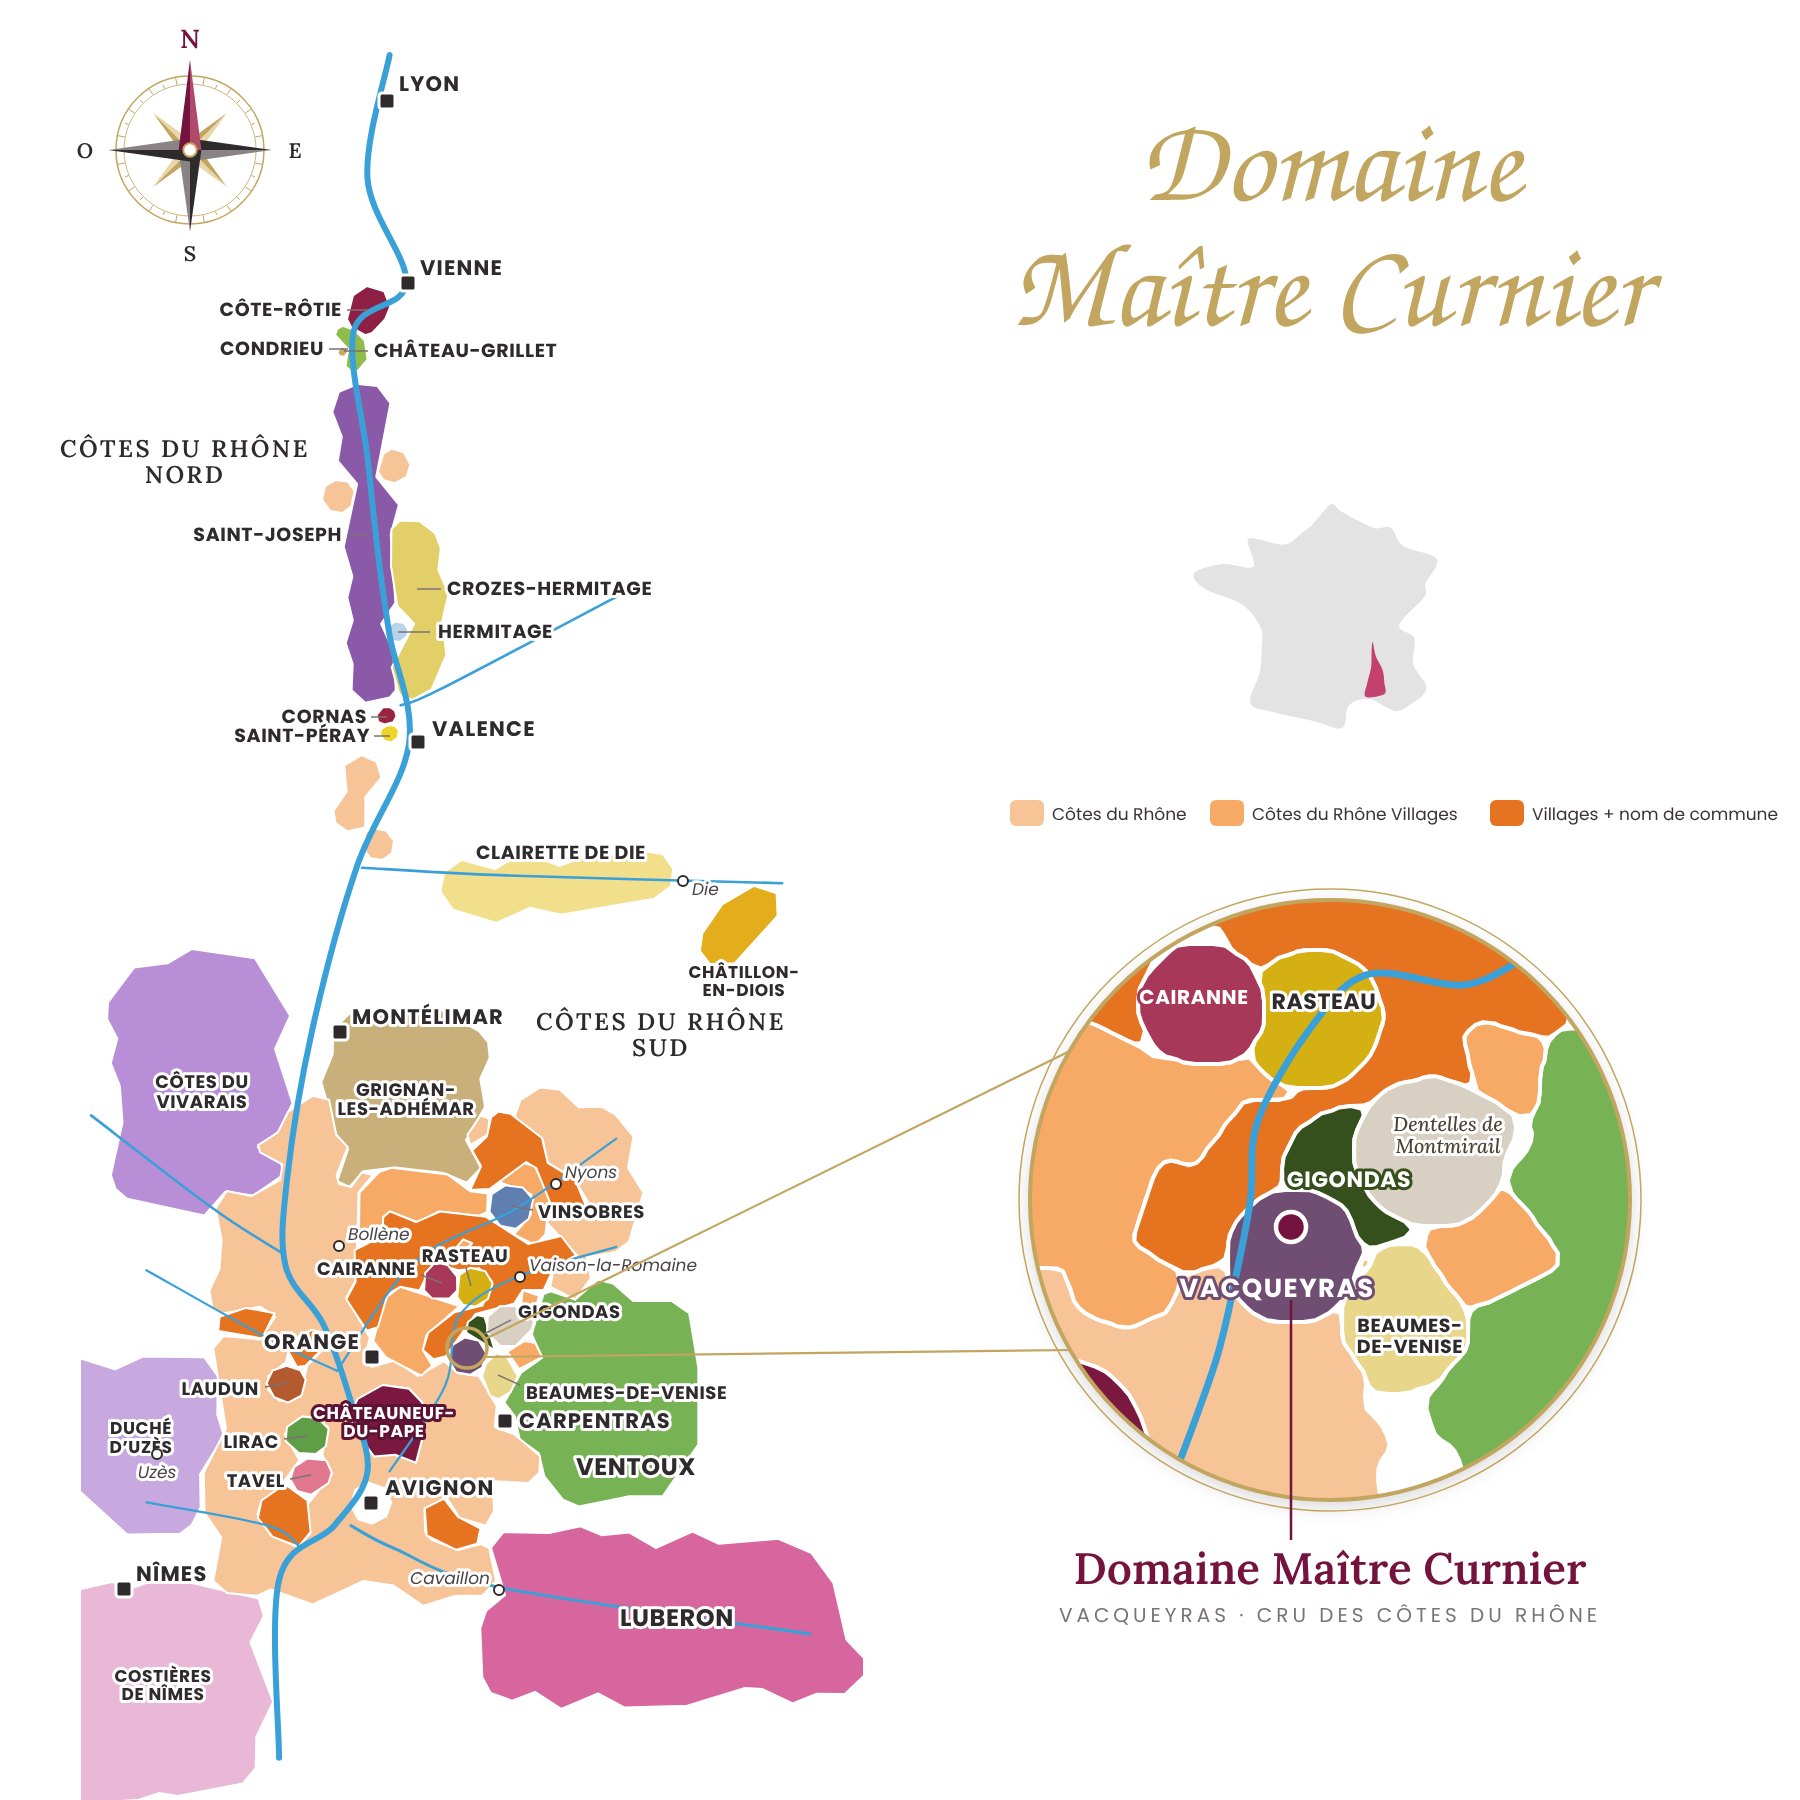 N
O
E
S
LYON
VIENNE
CÔTE-RÔTIE
CONDRIEU
CHÂTEAU-GRILLET
CÔTES DU RHÔNE
NORD
SAINT-JOSEPH
CROZES-HERMITAGE
HERMITAGE
CORNAS
SAINT-PÉRAY
VALENCE
CLAIRETTE DE DIE
Die
CHÂTILLON-
EN-DIOIS
MONTÉLIMAR
CÔTES DU RHÔNE
SUD
CÔTES DU
VIVARAIS
GRIGNAN-
LES-ADHÉMAR
Nyons
VINSOBRES
Bollène
RASTEAU
CAIRANNE
Vaison-la-Romaine
GIGONDAS
ORANGE
LAUDUN
BEAUMES-DE-VENISE
CHÂTEAUNEUF-
DU-PAPE
CARPENTRAS
DUCHÉ
D'UZÈS
LIRAC
Uzès
VENTOUX
TAVEL
AVIGNON
NÎMES
Cavaillon
LUBERON
COSTIÈRES
DE NÎMES
Domaine
Maître Curnier
Côtes du Rhône
Côtes du Rhône Villages
Villages + nom de commune
CAIRANNE
RASTEAU
Dentelles de
Montmirail
GIGONDAS
VACQUEYRAS
BEAUMES-
DE-VENISE
Domaine Maître Curnier
VACQUEYRAS · CRU DES CÔTES DU RHÔNE